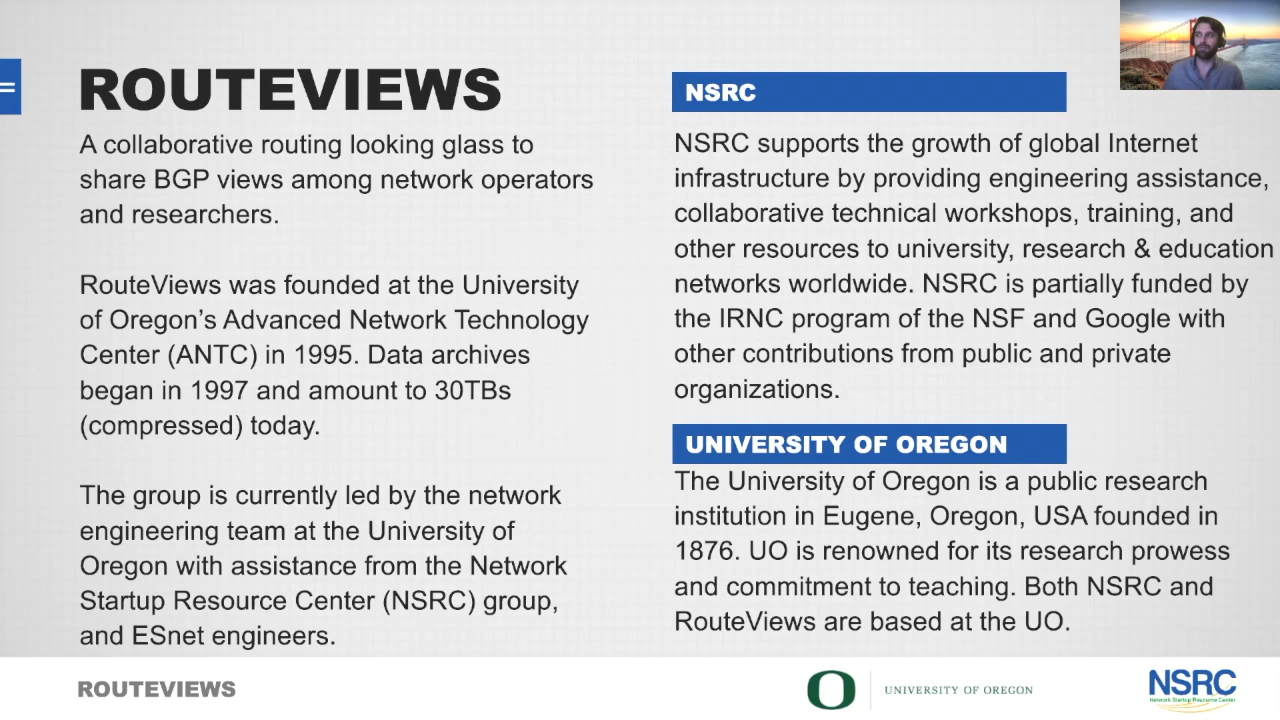 ROUTEVIEWS
A collaborative routing looking glass to
share BGP views among network operators
and researchers.
RouteViews was founded at the University
of Oregon's Advanced Network Technology
Center (ANTC) in 1995. Data archives
began in 1997 and amount to 30TBs
(compressed) today.
The group is currently led by the network
engineering team at the University of
Oregon with assistance from the Network
Startup Resource Center (NSRC) group,
and ESnet engineers.
NSRC
NSRC supports the growth of global Internet
infrastructure by providing engineering assistance,
collaborative technical workshops, training, and
other resources to university, research & education
networks worldwide. NSRC is partially funded by
the IRNC program of the NSF and Google with
other contributions from public and private
organizations.
UNIVERSITY OF OREGON
The University of Oregon is a public research
institution in Eugene, Oregon, USA founded in
1876. UO is renowned for its research prowess
and commitment to teaching. Both NSRC and
RouteViews are based at the UO.
ROUTEVIEWS
O
UNIVERSITY OF OREGON
NSRC
Network Startup Resource Center